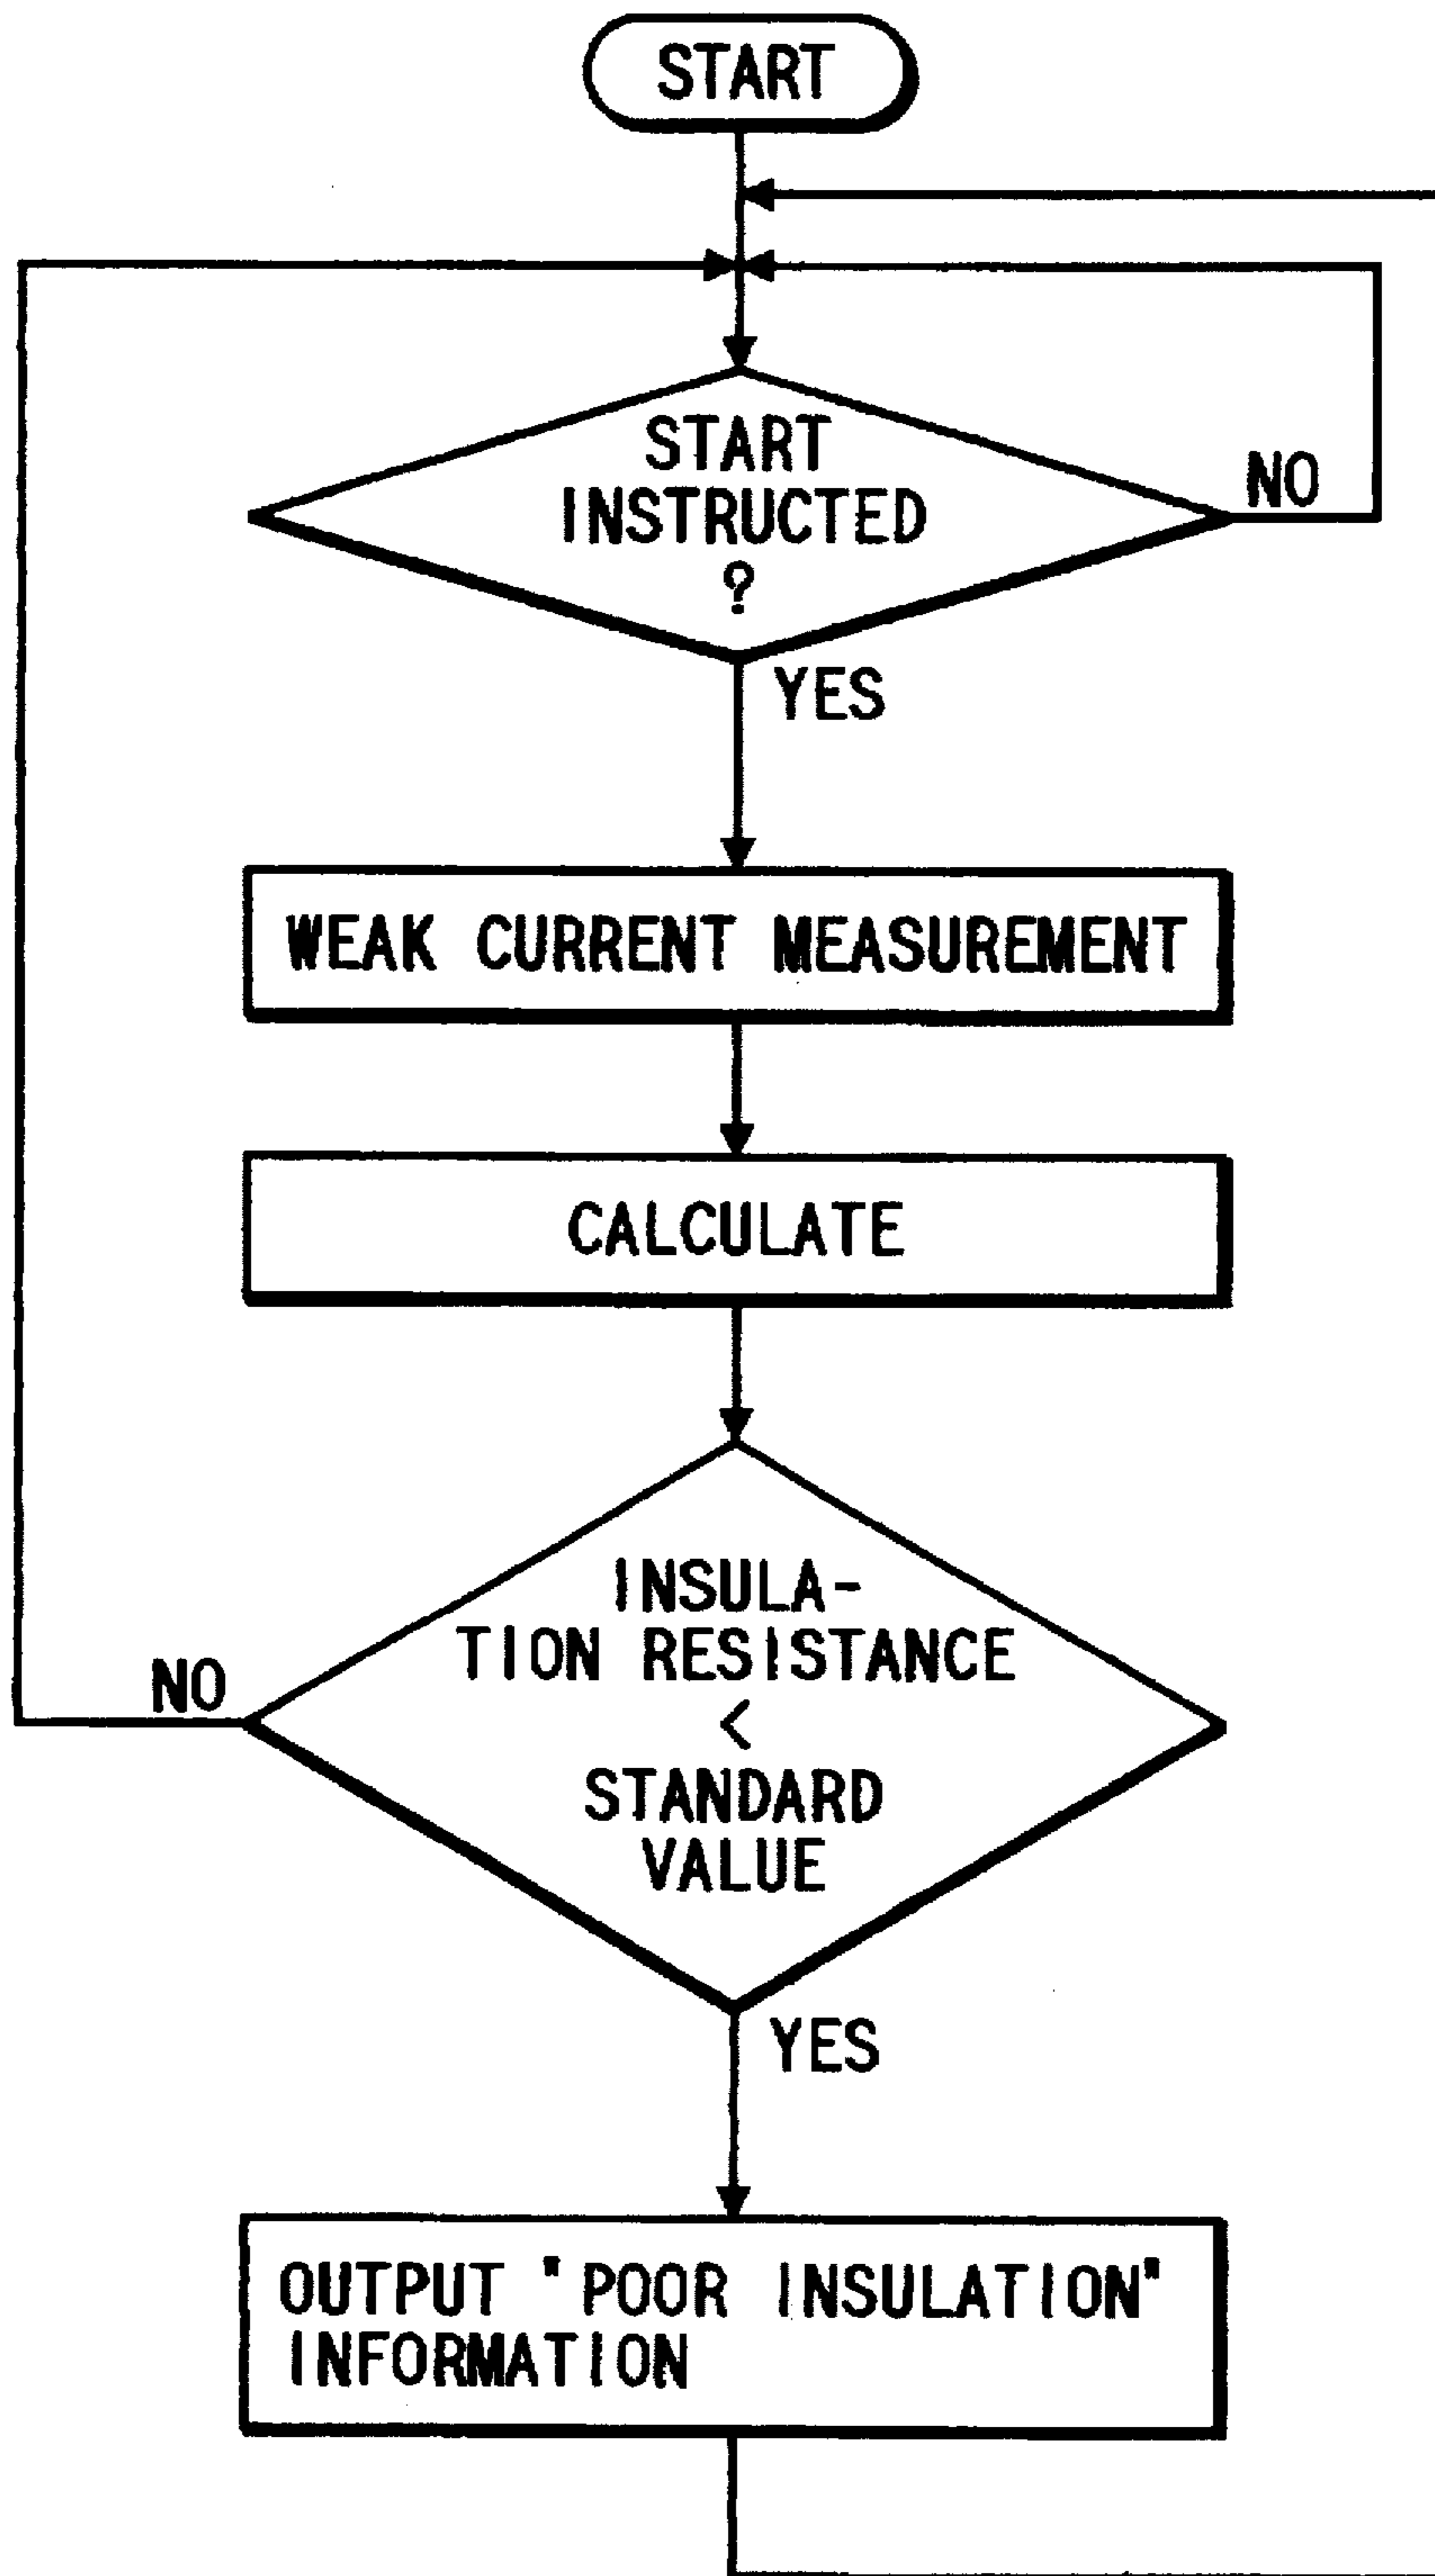 START
START
INSTRUCTED
?
NO
YES
WEAK CURRENT MEASUREMENT
CALCULATE
INSULA-
TION RESISTANCE
<
STANDARD
VALUE
NO
YES
OUTPUT "POOR INSULATION"
INFORMATION